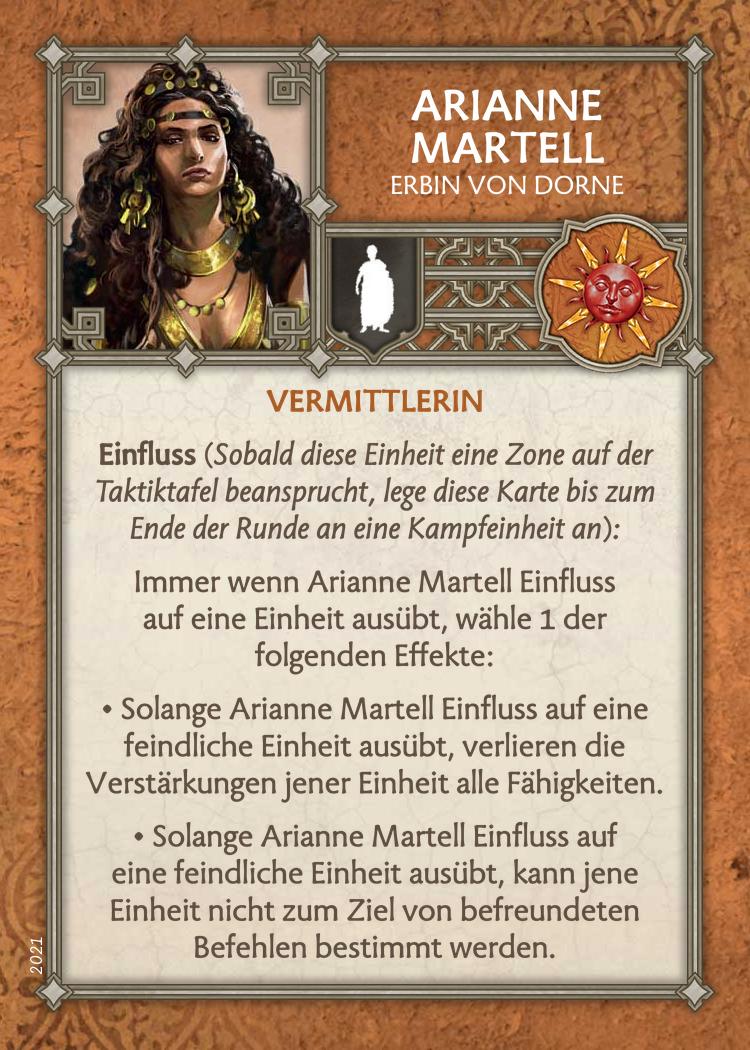 ARIANNE
MARTELL
ERBIN VON DORNE
VERMITTLERIN
Einfluss (Sobald diese Einheit eine Zone auf der
Taktiktafel beansprucht, lege diese Karte bis zum
Ende der Runde an eine Kampfeinheit an):
Immer wenn Arianne Martell Einfluss
auf eine Einheit ausübt, wähle 1 der
folgenden Effekte:
• Solange Arianne Martell Einfluss auf eine
feindliche Einheit ausübt, verlieren die
Verstärkungen jener Einheit alle Fähigkeiten.
• Solange Arianne Martell Einfluss auf
eine feindliche Einheit ausübt, kann jene
Einheit nicht zum Ziel von befreundeten
Befehlen bestimmt werden.
2021